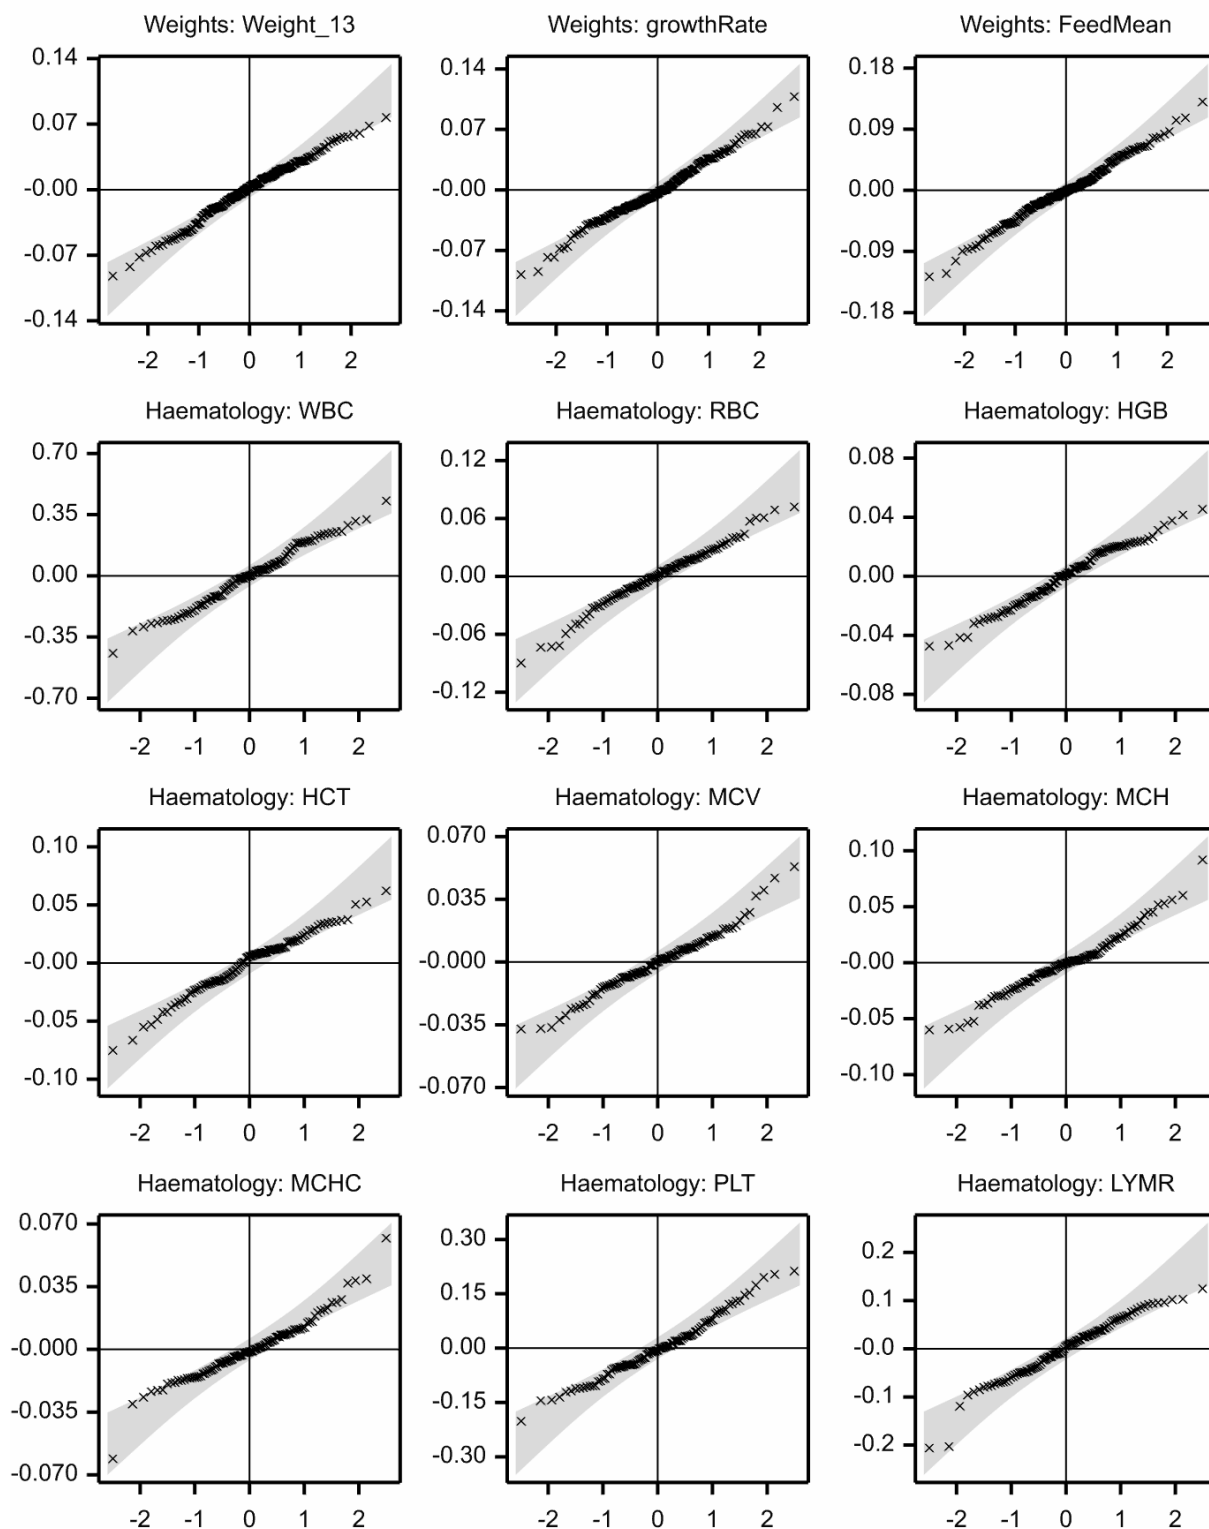 Weights: Weight_13
Weights: growthRate
Weights: FeedMean
0.14
0.07
-0.00
-0.07
-0.14
-2 -1 0 1 2
0.14
0.07
-0.00
-0.07
-0.14
-2 -1 0 1 2
0.18
0.09
0.00
-0.09
-0.18
-2 -1 0 1 2
Haematology: WBC
Haematology: RBC
Haematology: HGB
0.70
0.35
0.00
-0.35
-0.70
-2 -1 0 1 2
0.12
0.06
0.00
-0.06
-0.12
-2 -1 0 1 2
0.08
0.04
0.00
-0.04
-0.08
-2 -1 0 1 2
Haematology: HCT
Haematology: MCV
Haematology: MCH
0.10
0.05
-0.00
-0.05
-0.10
-2 -1 0 1 2
0.070
0.035
-0.000
-0.035
-0.070
-2 -1 0 1 2
0.10
0.05
-0.00
-0.05
-0.10
-2 -1 0 1 2
Haematology: MCHC
Haematology: PLT
Haematology: LYMR
0.070
0.035
-0.000
-0.035
-0.070
-2 -1 0 1 2
0.30
0.15
0.00
-0.15
-0.30
-2 -1 0 1 2
0.2
0.1
-0.0
-0.1
-0.2
-2 -1 0 1 2